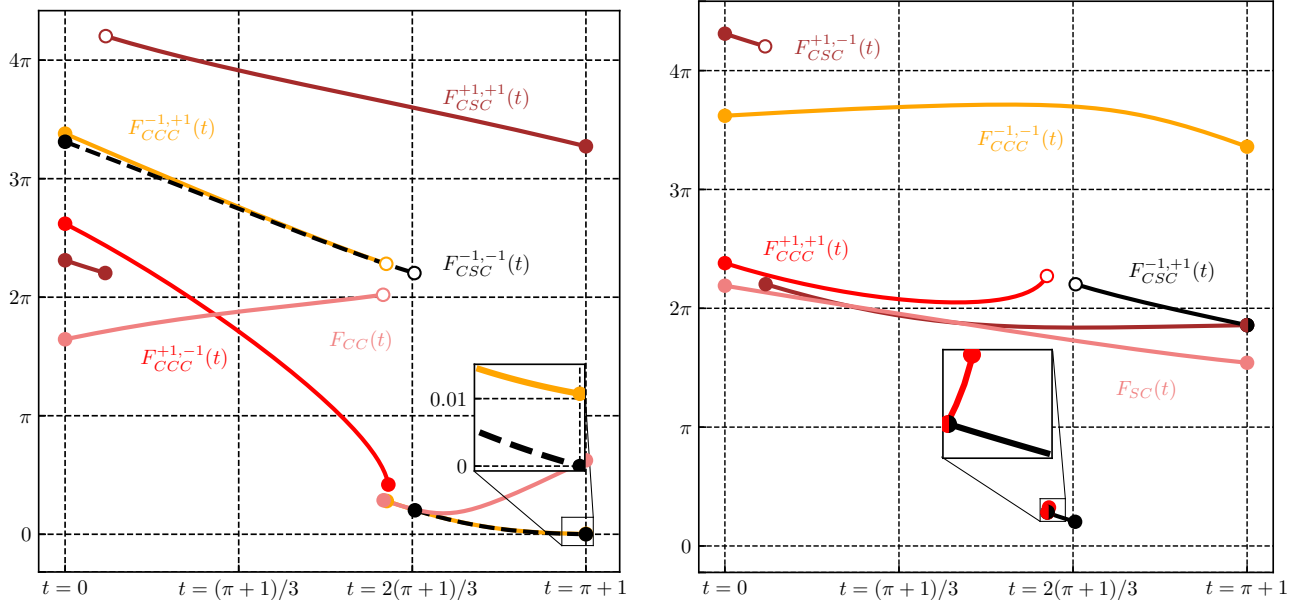 4π
3π
2π
π
0
F_{CSC}^{+1,+1}(t)
F_{CCC}^{-1,+1}(t)
F_{CSC}^{-1,-1}(t)
F_{CC}(t)
F_{CCC}^{+1,-1}(t)
0.01
0
t = 0
t = (π + 1)/3
t = 2(π + 1)/3
t = π + 1
4π
3π
2π
π
0
F_{CSC}^{+1,-1}(t)
F_{CCC}^{-1,-1}(t)
F_{CCC}^{+1,+1}(t)
F_{CSC}^{-1,+1}(t)
F_{SC}(t)
t = 0
t = (π + 1)/3
t = 2(π + 1)/3
t = π + 1